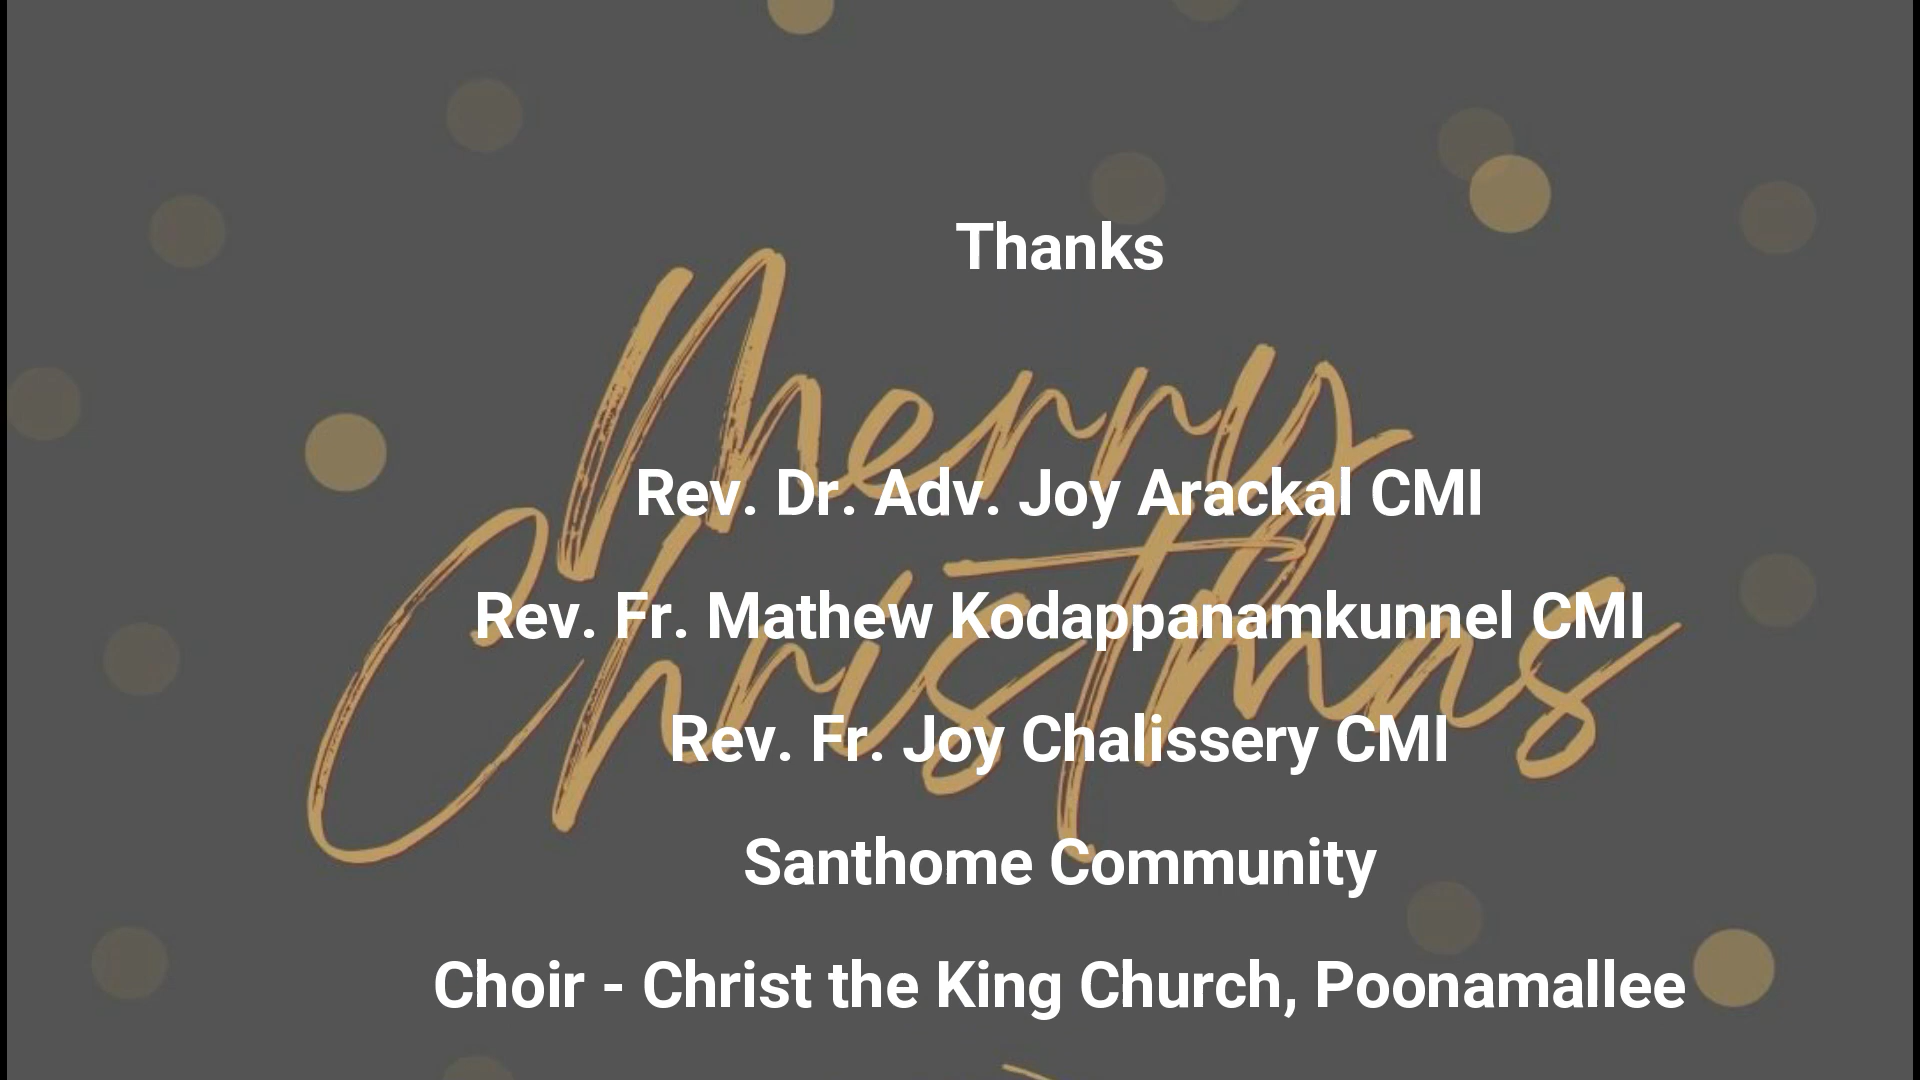 Thanks
Merry
Christmas
Rev. Dr. Adv. Joy Arackal CMI
Rev. Fr. Mathew Kodappanamkunnel CMI
Rev. Fr. Joy Chalissery CMI
Santhome Community
Choir - Christ the King Church, Poonamallee